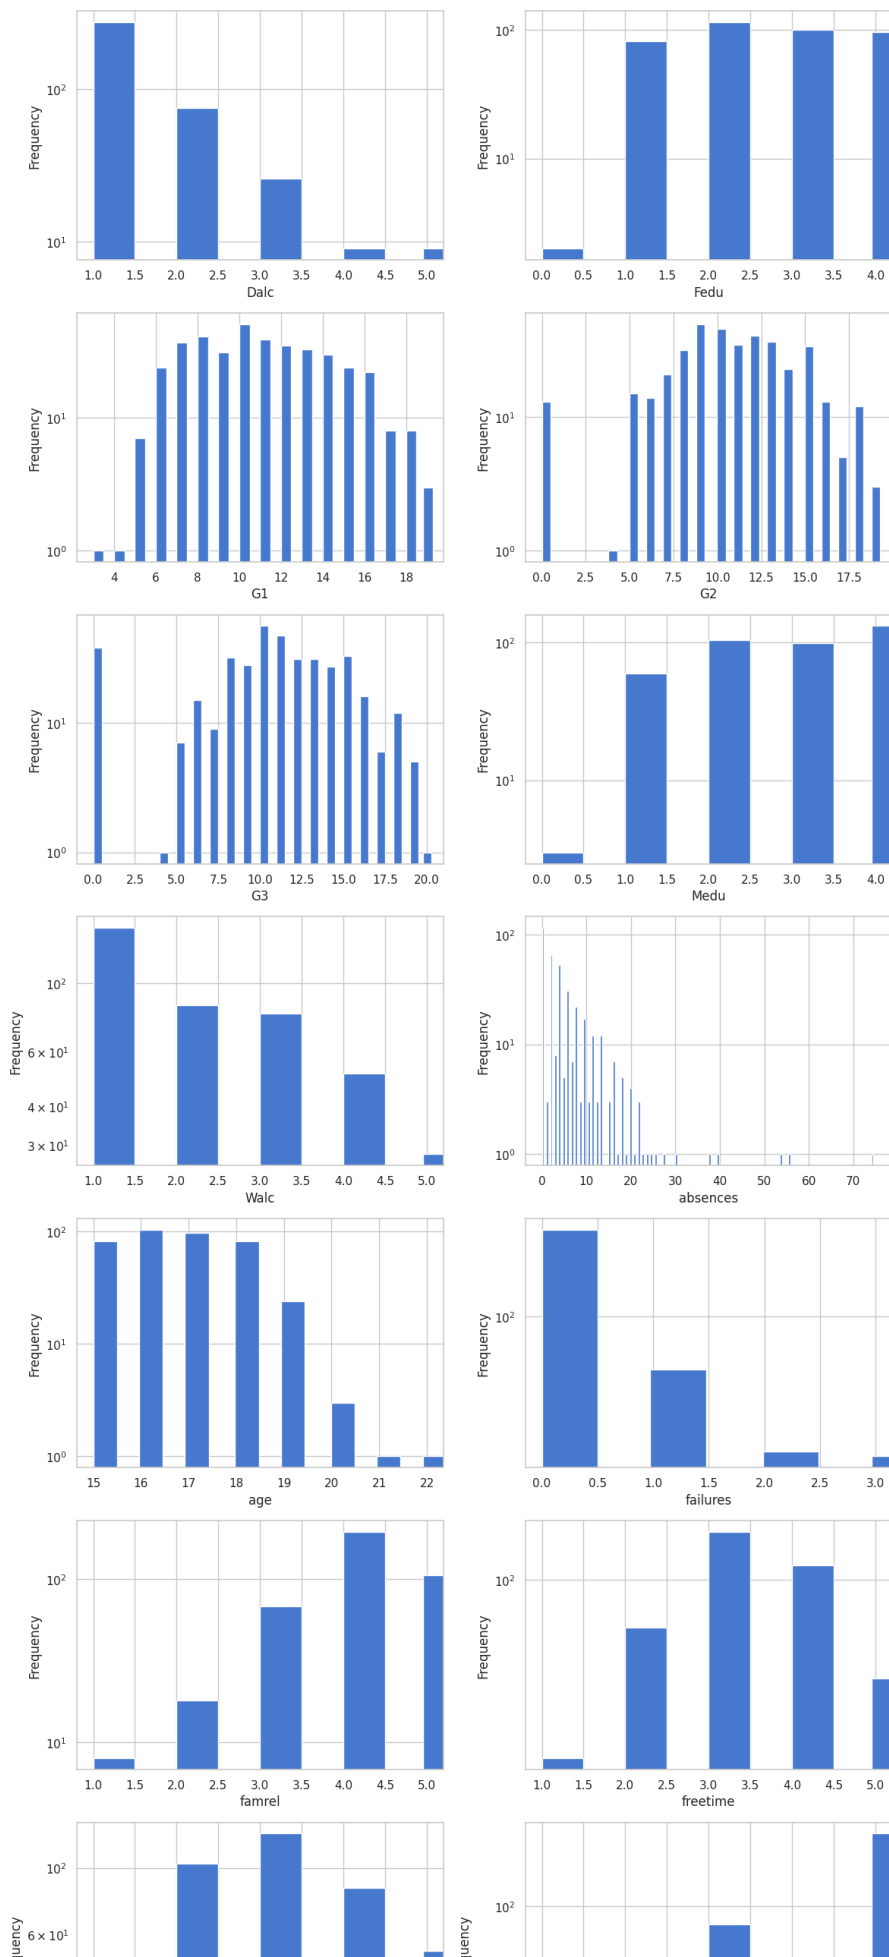 Frequency
10²
10¹
1.0 1.5 2.0 2.5 3.0 3.5 4.0 4.5 5.0
Dalc
Frequency
10²
10¹
0.0 0.5 1.0 1.5 2.0 2.5 3.0 3.5 4.0
Fedu
Frequency
10¹
10⁰
4 6 8 10 12 14 16 18
G1
Frequency
10¹
10⁰
0.0 2.5 5.0 7.5 10.0 12.5 15.0 17.5
G2
Frequency
10¹
10⁰
0.0 2.5 5.0 7.5 10.0 12.5 15.0 17.5 20.0
G3
Frequency
10²
10¹
0.0 0.5 1.0 1.5 2.0 2.5 3.0 3.5 4.0
Medu
Frequency
10²
6 × 10¹
4 × 10¹
3 × 10¹
1.0 1.5 2.0 2.5 3.0 3.5 4.0 4.5 5.0
Walc
Frequency
10²
10¹
10⁰
0 10 20 30 40 50 60 70
absences
Frequency
10²
10¹
10⁰
15 16 17 18 19 20 21 22
age
Frequency
10²
0.0 0.5 1.0 1.5 2.0 2.5 3.0
failures
Frequency
10²
10¹
1.0 1.5 2.0 2.5 3.0 3.5 4.0 4.5 5.0
famrel
Frequency
10²
1.0 1.5 2.0 2.5 3.0 3.5 4.0 4.5 5.0
freetime
quency
10²
6 × 10¹
quency
10²